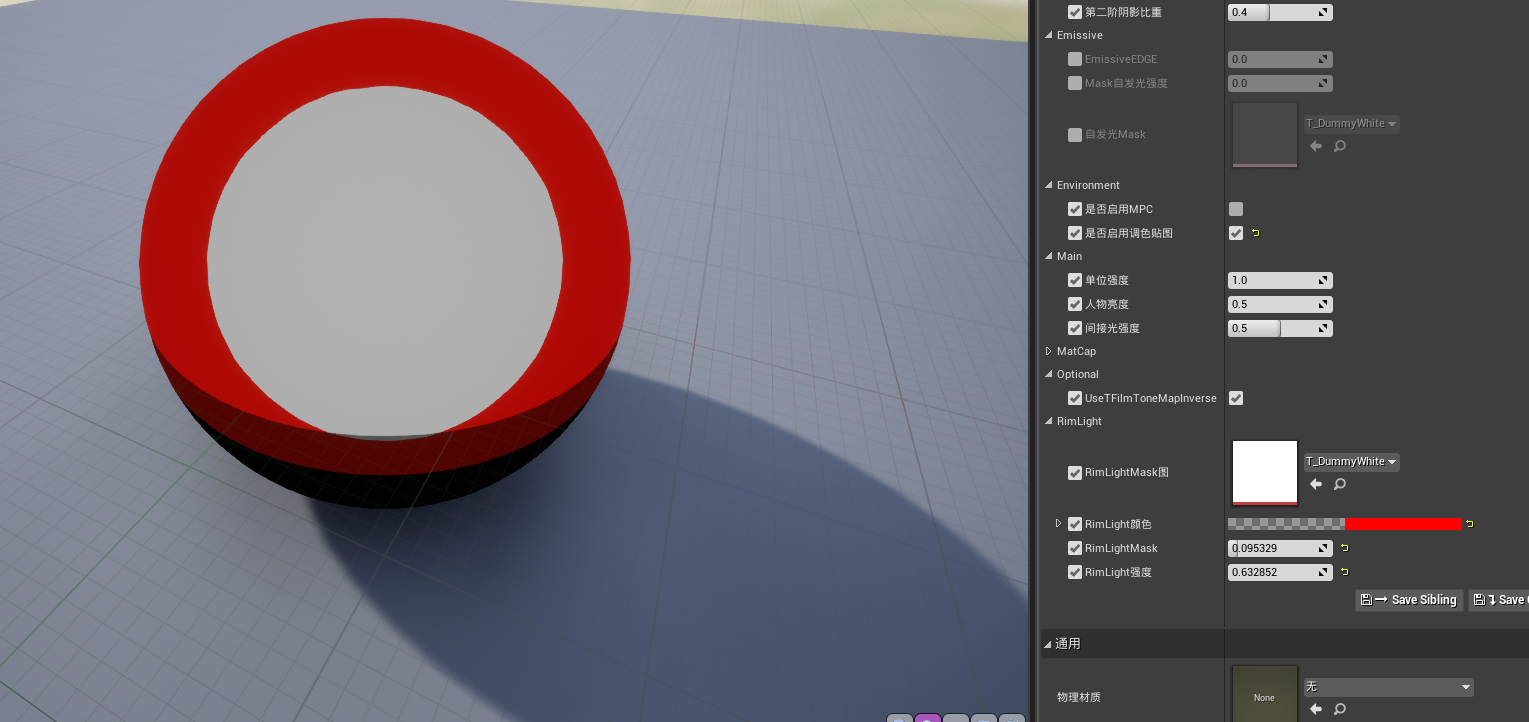 第二阶阴影比重 0.4
Emissive
EmissiveEDGE 0.0
Mask自发光强度 0.0
自发光Mask T_DummyWhite
Environment
是否启用MPC
是否启用调色贴图
Main
单位强度 1.0
人物亮度 0.5
间接光强度 0.5
MatCap
Optional
UseTFilmToneMapInverse
RimLight
RimLightMask图 T_DummyWhite
RimLight颜色
RimLightMask 0.095329
RimLight强度 0.632852
Save Sibling Save
通用
物理材质 None 无